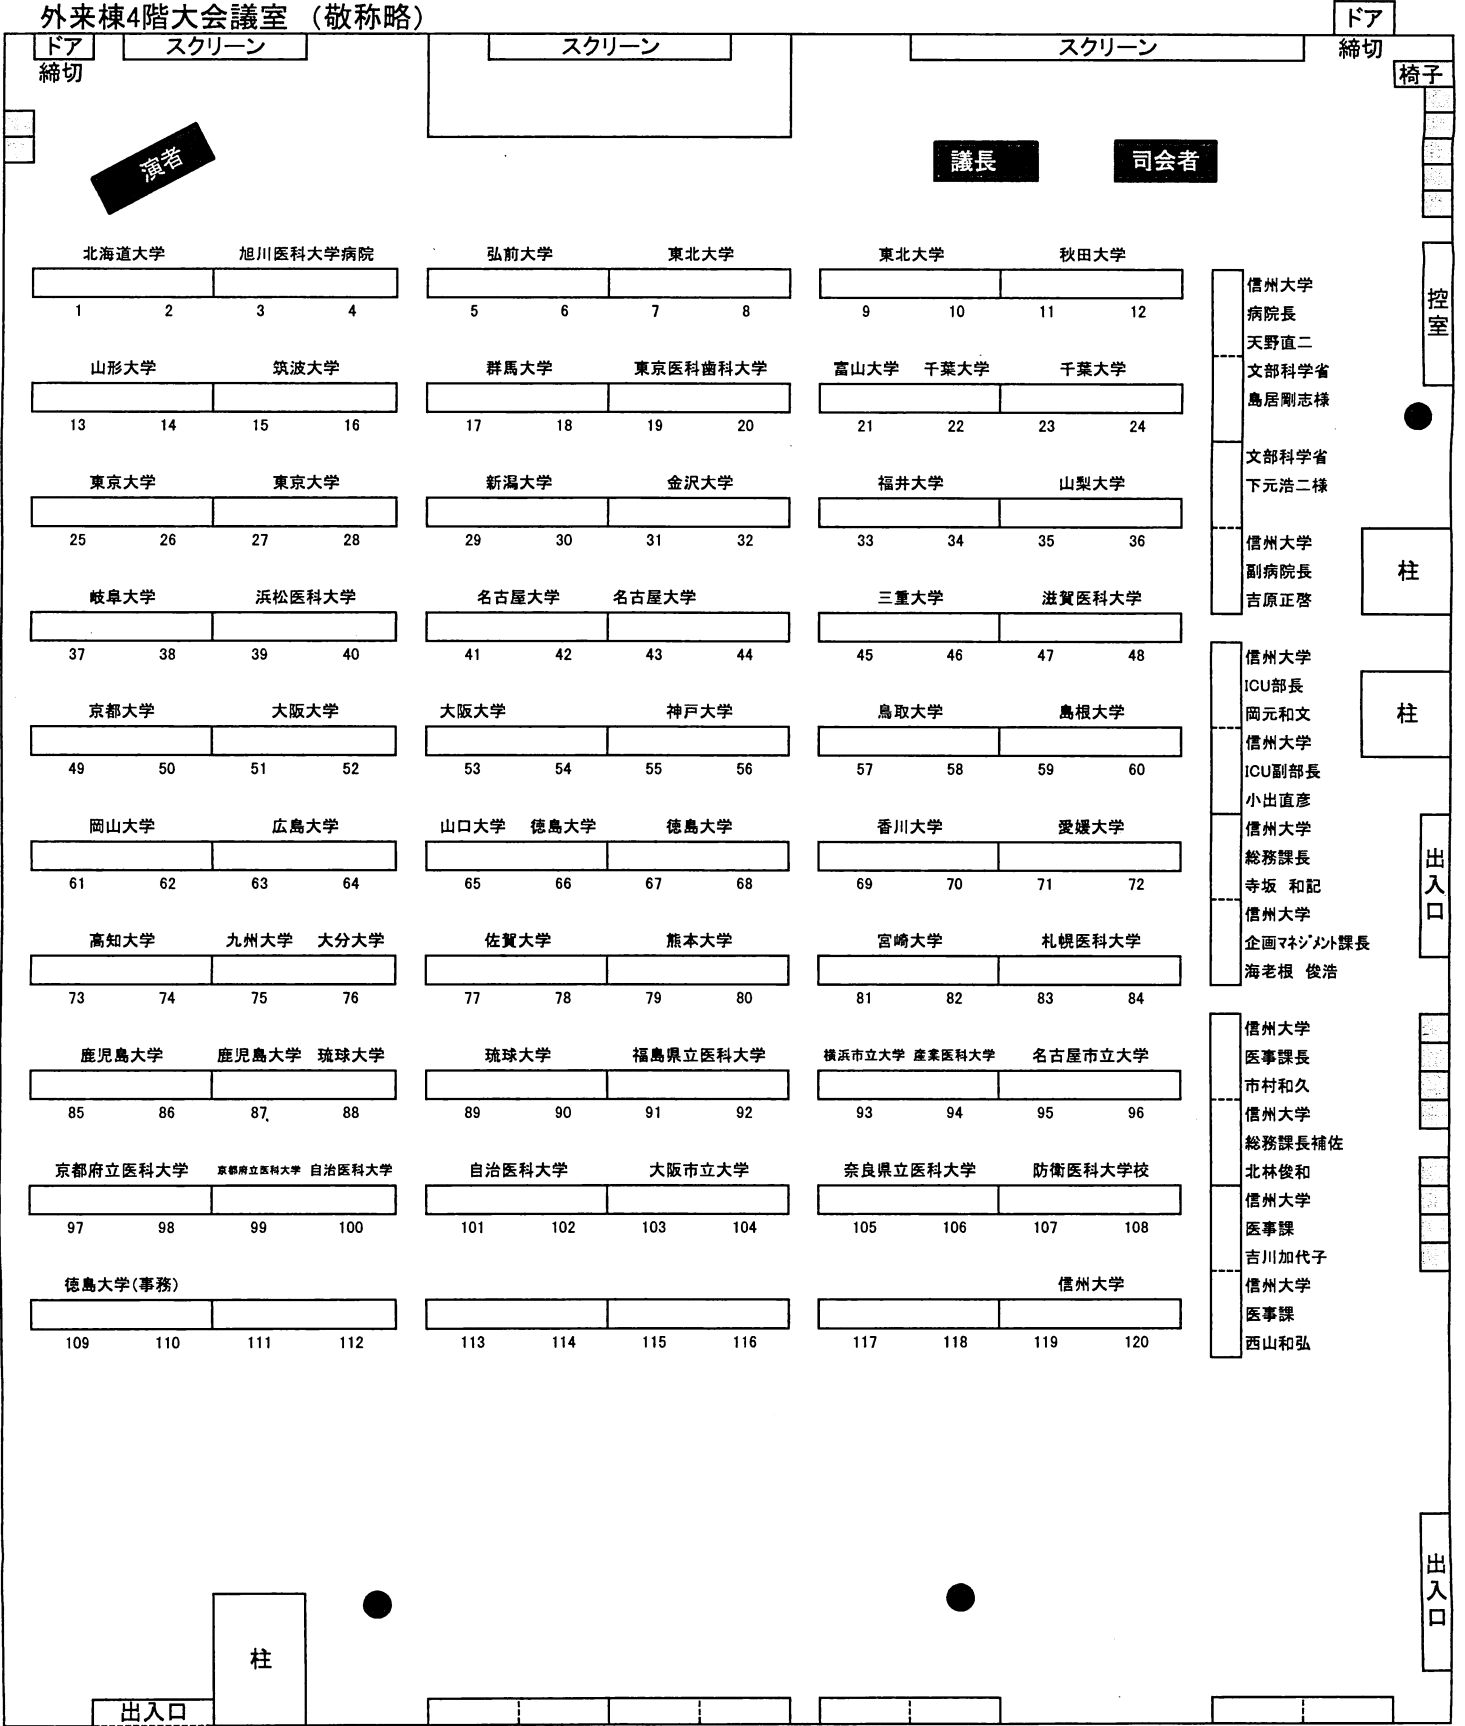 外来棟4階大会議室 （敬称略）
ドア
ドア
スクリーン
スクリーン
スクリーン
締切
締切
椅子
演者
議長
司会者
北海道大学 旭川医科大学病院 弘前大学 東北大学 東北大学 秋田大学
1 2 3 4 5 6 7 8 9 10 11 12
山形大学 筑波大学 群馬大学 東京医科歯科大学 富山大学 千葉大学 千葉大学
13 14 15 16 17 18 19 20 21 22 23 24
東京大学 東京大学 新潟大学 金沢大学 福井大学 山梨大学
25 26 27 28 29 30 31 32 33 34 35 36
岐阜大学 浜松医科大学 名古屋大学 名古屋大学 三重大学 滋賀医科大学
37 38 39 40 41 42 43 44 45 46 47 48
京都大学 大阪大学 大阪大学 神戸大学 鳥取大学 島根大学
49 50 51 52 53 54 55 56 57 58 59 60
岡山大学 広島大学 山口大学 徳島大学 徳島大学 香川大学 愛媛大学
61 62 63 64 65 66 67 68 69 70 71 72
高知大学 九州大学 大分大学 佐賀大学 熊本大学 宮崎大学 札幌医科大学
73 74 75 76 77 78 79 80 81 82 83 84
鹿児島大学 鹿児島大学 琉球大学 琉球大学 福島県立医科大学 横浜市立大学 産業医科大学 名古屋市立大学
85 86 87 88 89 90 91 92 93 94 95 96
京都府立医科大学 京都府立医科大学 自治医科大学 自治医科大学 大阪市立大学 奈良県立医科大学 防衛医科大学校
97 98 99 100 101 102 103 104 105 106 107 108
徳島大学(事務) 信州大学
109 110 111 112 113 114 115 116 117 118 119 120
信州大学
病院長
天野直二
文部科学省
島居剛志様
文部科学省
下元浩二様
信州大学
副病院長
吉原正啓
信州大学
ICU部長
岡元和文
信州大学
ICU副部長
小出直彦
信州大学
総務課長
寺坂 和記
信州大学
企画マネジメント課長
海老根 俊浩
信州大学
医事課長
市村和久
信州大学
総務課長補佐
北林俊和
信州大学
医事課
吉川加代子
信州大学
医事課
西山和弘
控室
柱
柱
出入口
出入口
柱
出入口